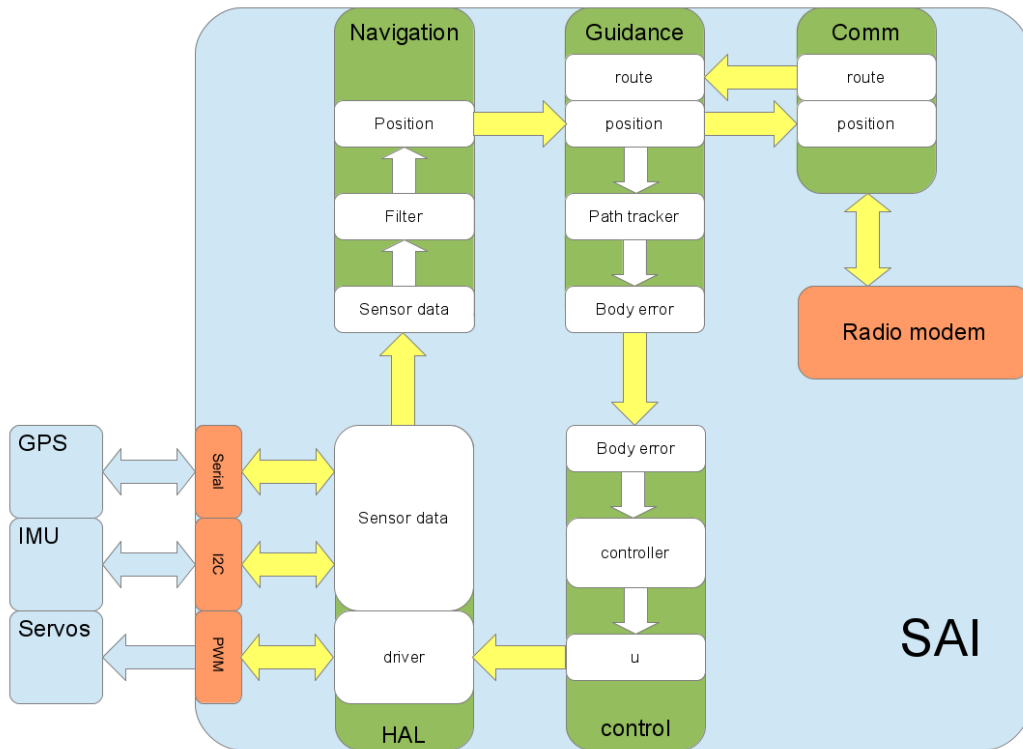 Navigation
Guidance
Comm
route
route
Position
position
position
Filter
Path tracker
Sensor data
Body error
Radio modem
GPS
Serial
Body error
Sensor data
IMU
I2C
controller
Servos
PWM
driver
u
SAI
HAL
control